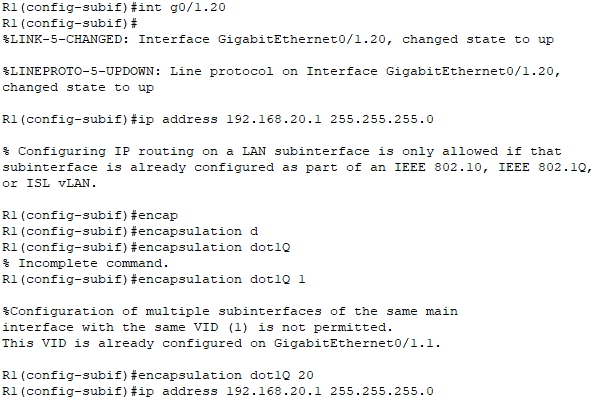 R1(config-subif)#int g0/1.20
R1(config-subif)#
%LINK-5-CHANGED: Interface GigabitEthernet0/1.20, changed state to up
%LINEPROTO-5-UPDOWN: Line protocol on Interface GigabitEthernet0/1.20,
changed state to up
R1(config-subif)#ip address 192.168.20.1 255.255.255.0
% Configuring IP routing on a LAN subinterface is only allowed if that
subinterface is already configured as part of an IEEE 802.10, IEEE 802.1Q,
or ISL vLAN.
R1(config-subif)#encap
R1(config-subif)#encapsulation d
R1(config-subif)#encapsulation dot1Q
% Incomplete command.
R1(config-subif)#encapsulation dot1Q 1
%Configuration of multiple subinterfaces of the same main
interface with the same VID (1) is not permitted.
This VID is already configured on GigabitEthernet0/1.1.
R1(config-subif)#encapsulation dot1Q 20
R1(config-subif)#ip address 192.168.20.1 255.255.255.0